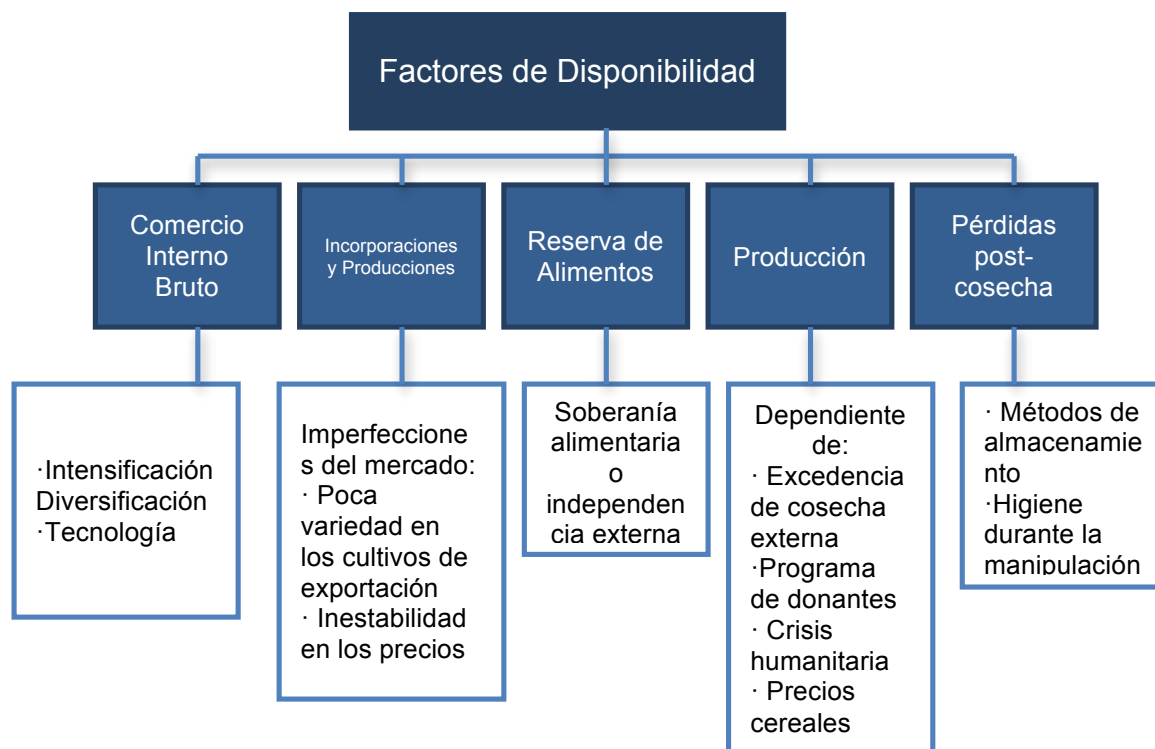 Factores de Disponibilidad
Comercio
Interno
Bruto
Incorporaciones
y Producciones
Reserva de
Alimentos
Producción
Pérdidas
post-
cosecha
·Intensificación
Diversificación
·Tecnología
Imperfeccione
s del mercado:
· Poca
variedad en
los cultivos de
exportación
· Inestabilidad
en los precios
Soberanía
alimentaria
o
independen
cia externa
Dependiente
de:
· Excedencia
de cosecha
externa
·Programa
de donantes
· Crisis
humanitaria
· Precios
cereales
· Métodos de
almacenamie
nto
·Higiene
durante la
manipulación